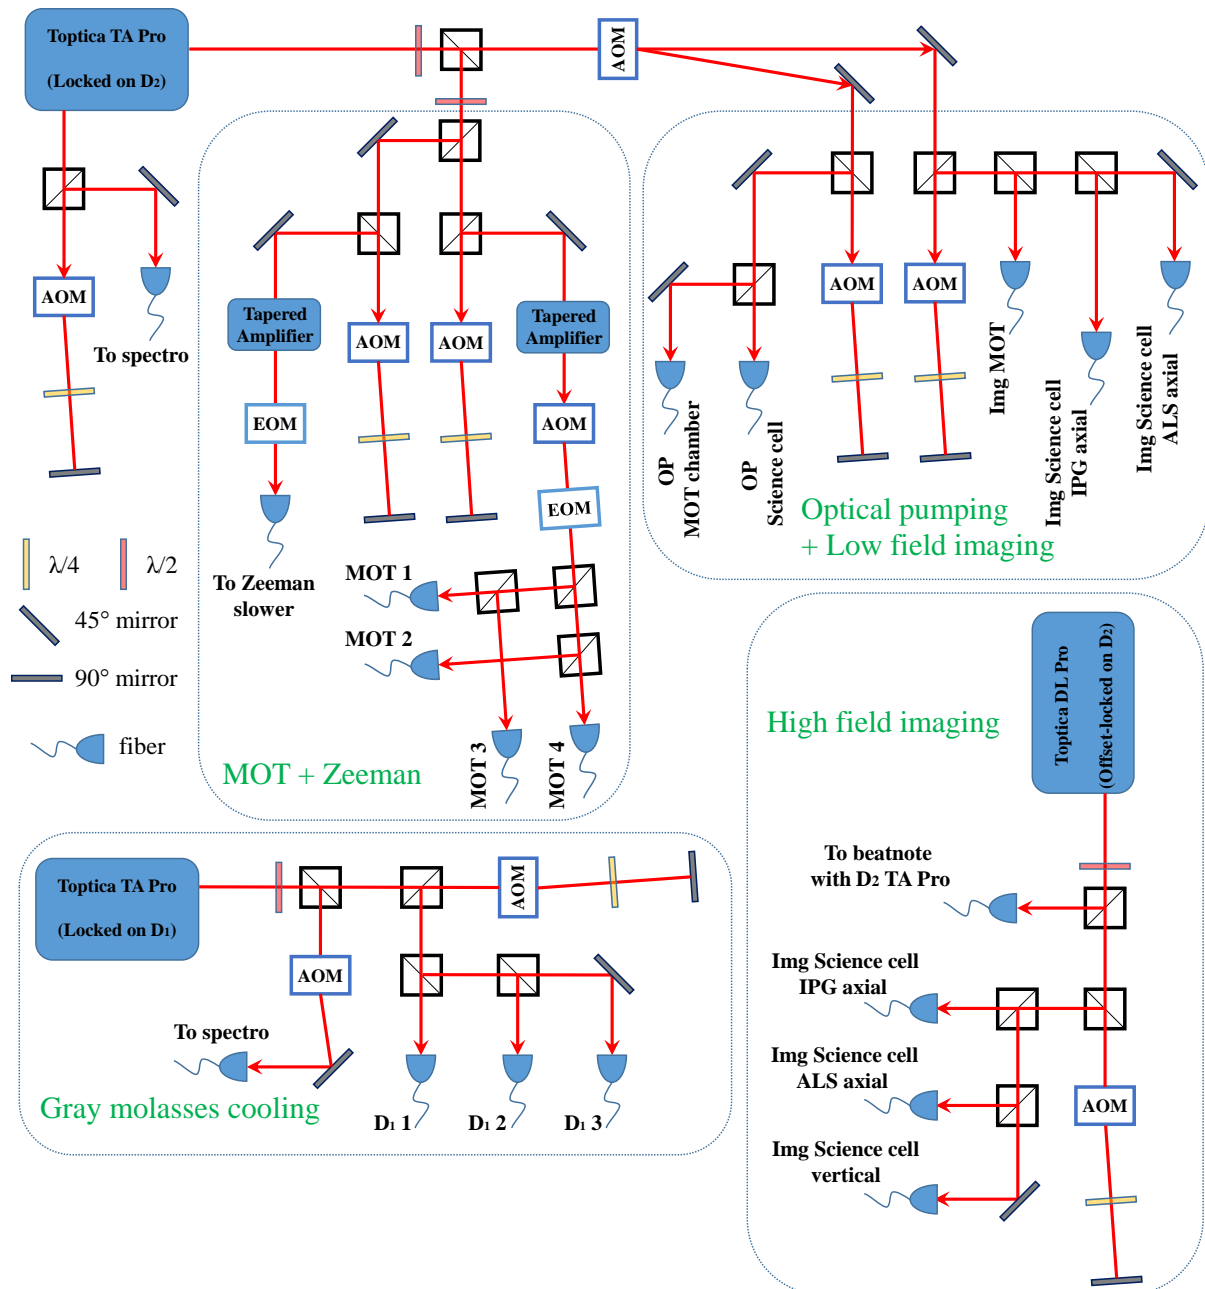 Toptica TA Pro
(Locked on D2)
AOM
AOM
To spectro
Tapered
Amplifier
AOM
AOM
Tapered
Amplifier
EOM
AOM
EOM
To Zeeman
slower
MOT 1
MOT 2
MOT 3
MOT 4
MOT + Zeeman
AOM
AOM
OP
MOT chamber
OP
Science cell
Img MOT
Img Science cell
IPG axial
Img Science cell
ALS axial
Optical pumping
+ Low field imaging
λ/4
λ/2
45° mirror
90° mirror
fiber
Toptica DL Pro
(Offset-locked on D2)
High field imaging
To beatnote
with D2 TA Pro
Img Science cell
IPG axial
Img Science cell
ALS axial
AOM
Img Science cell
vertical
Toptica TA Pro
(Locked on D1)
AOM
AOM
To spectro
D1 1
D1 2
D1 3
Gray molasses cooling